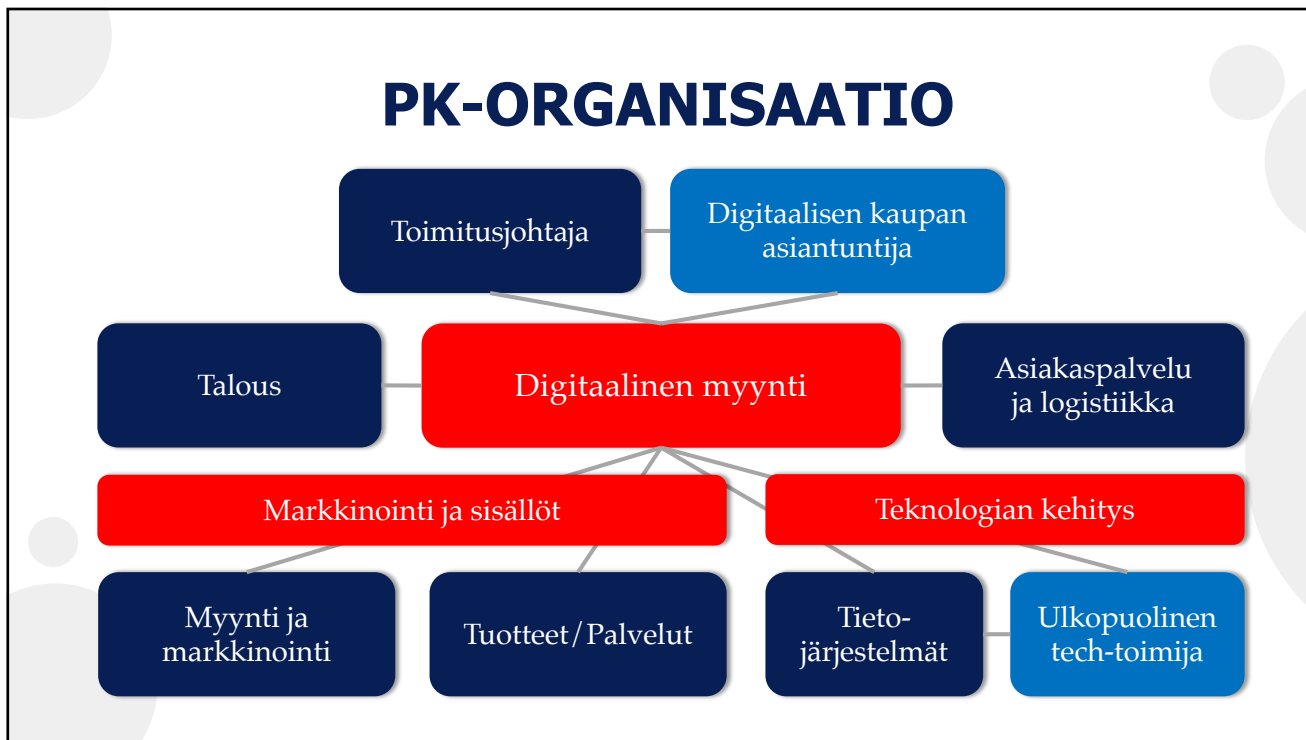 PK-ORGANISAATIO
Toimitusjohtaja
Digitaalisen kaupan
asiantuntija
Talous
Digitaalinen myynti
Asiakaspalvelu
ja logistiikka
Markkinointi ja sisällöt
Teknologian kehitys
Myynti ja
markkinointi
Tuotteet/Palvelut
Tieto-
järjestelmät
Ulkopuolinen
tech-toimija